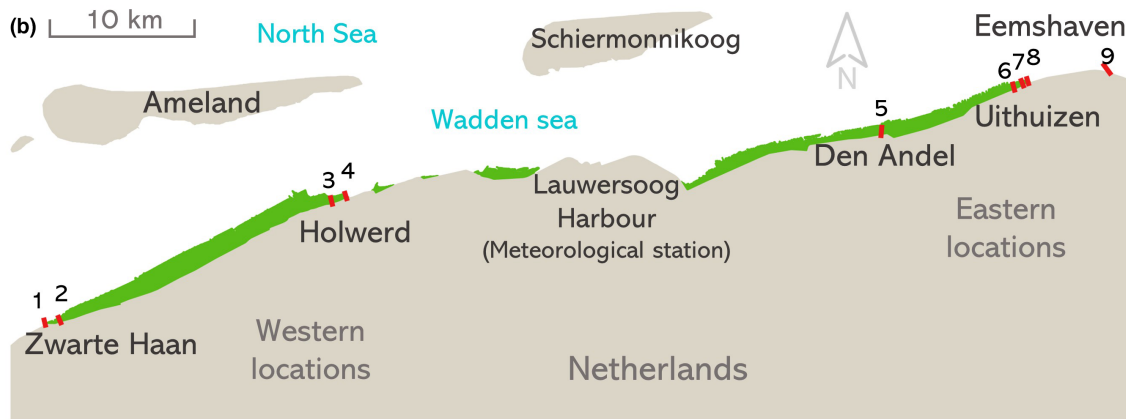 (b)
10 km
North Sea
Schiermonnikoog
Eemshaven
N
Ameland
Wadden sea
6 7 8
9
Uithuizen
5
Den Andel
3 4
Holwerd
Lauwersoog
Harbour
(Meteorological station)
Eastern
locations
1 2
Zwarte Haan
Western
locations
Netherlands